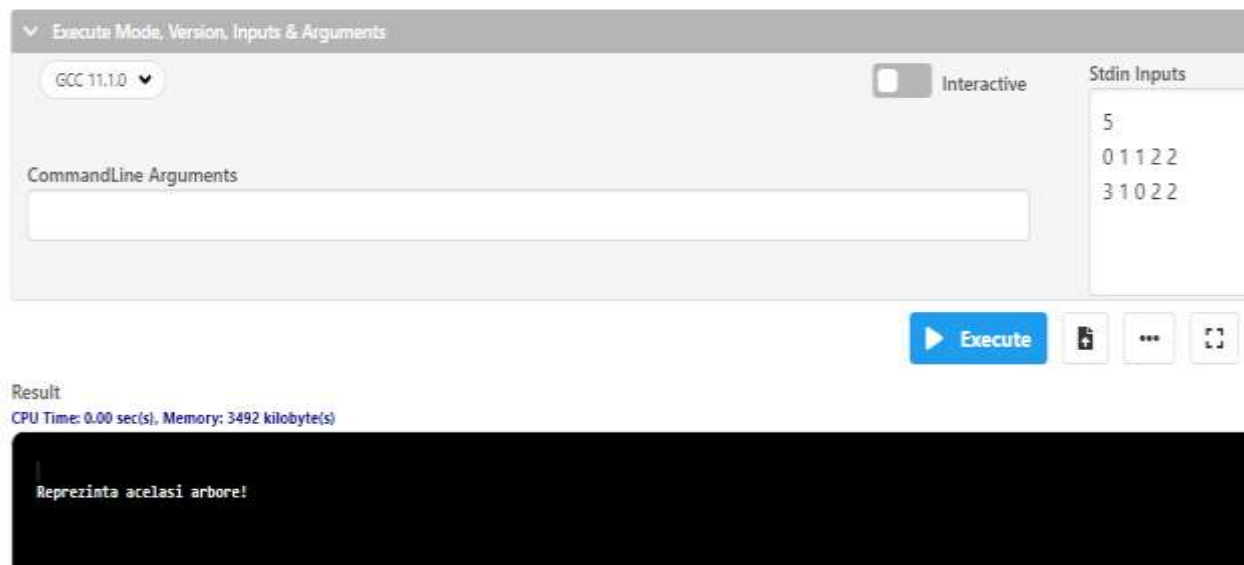 Execute Mode, Version, Inputs & Arguments
GCC 11.1.0
Interactive
Stdin Inputs
5
0 1 1 2 2
3 1 0 2 2
CommandLine Arguments
Execute
Result
CPU Time: 0.00 sec(s), Memory: 3492 kilobyte(s)
Reprezinta acelasi arbore!